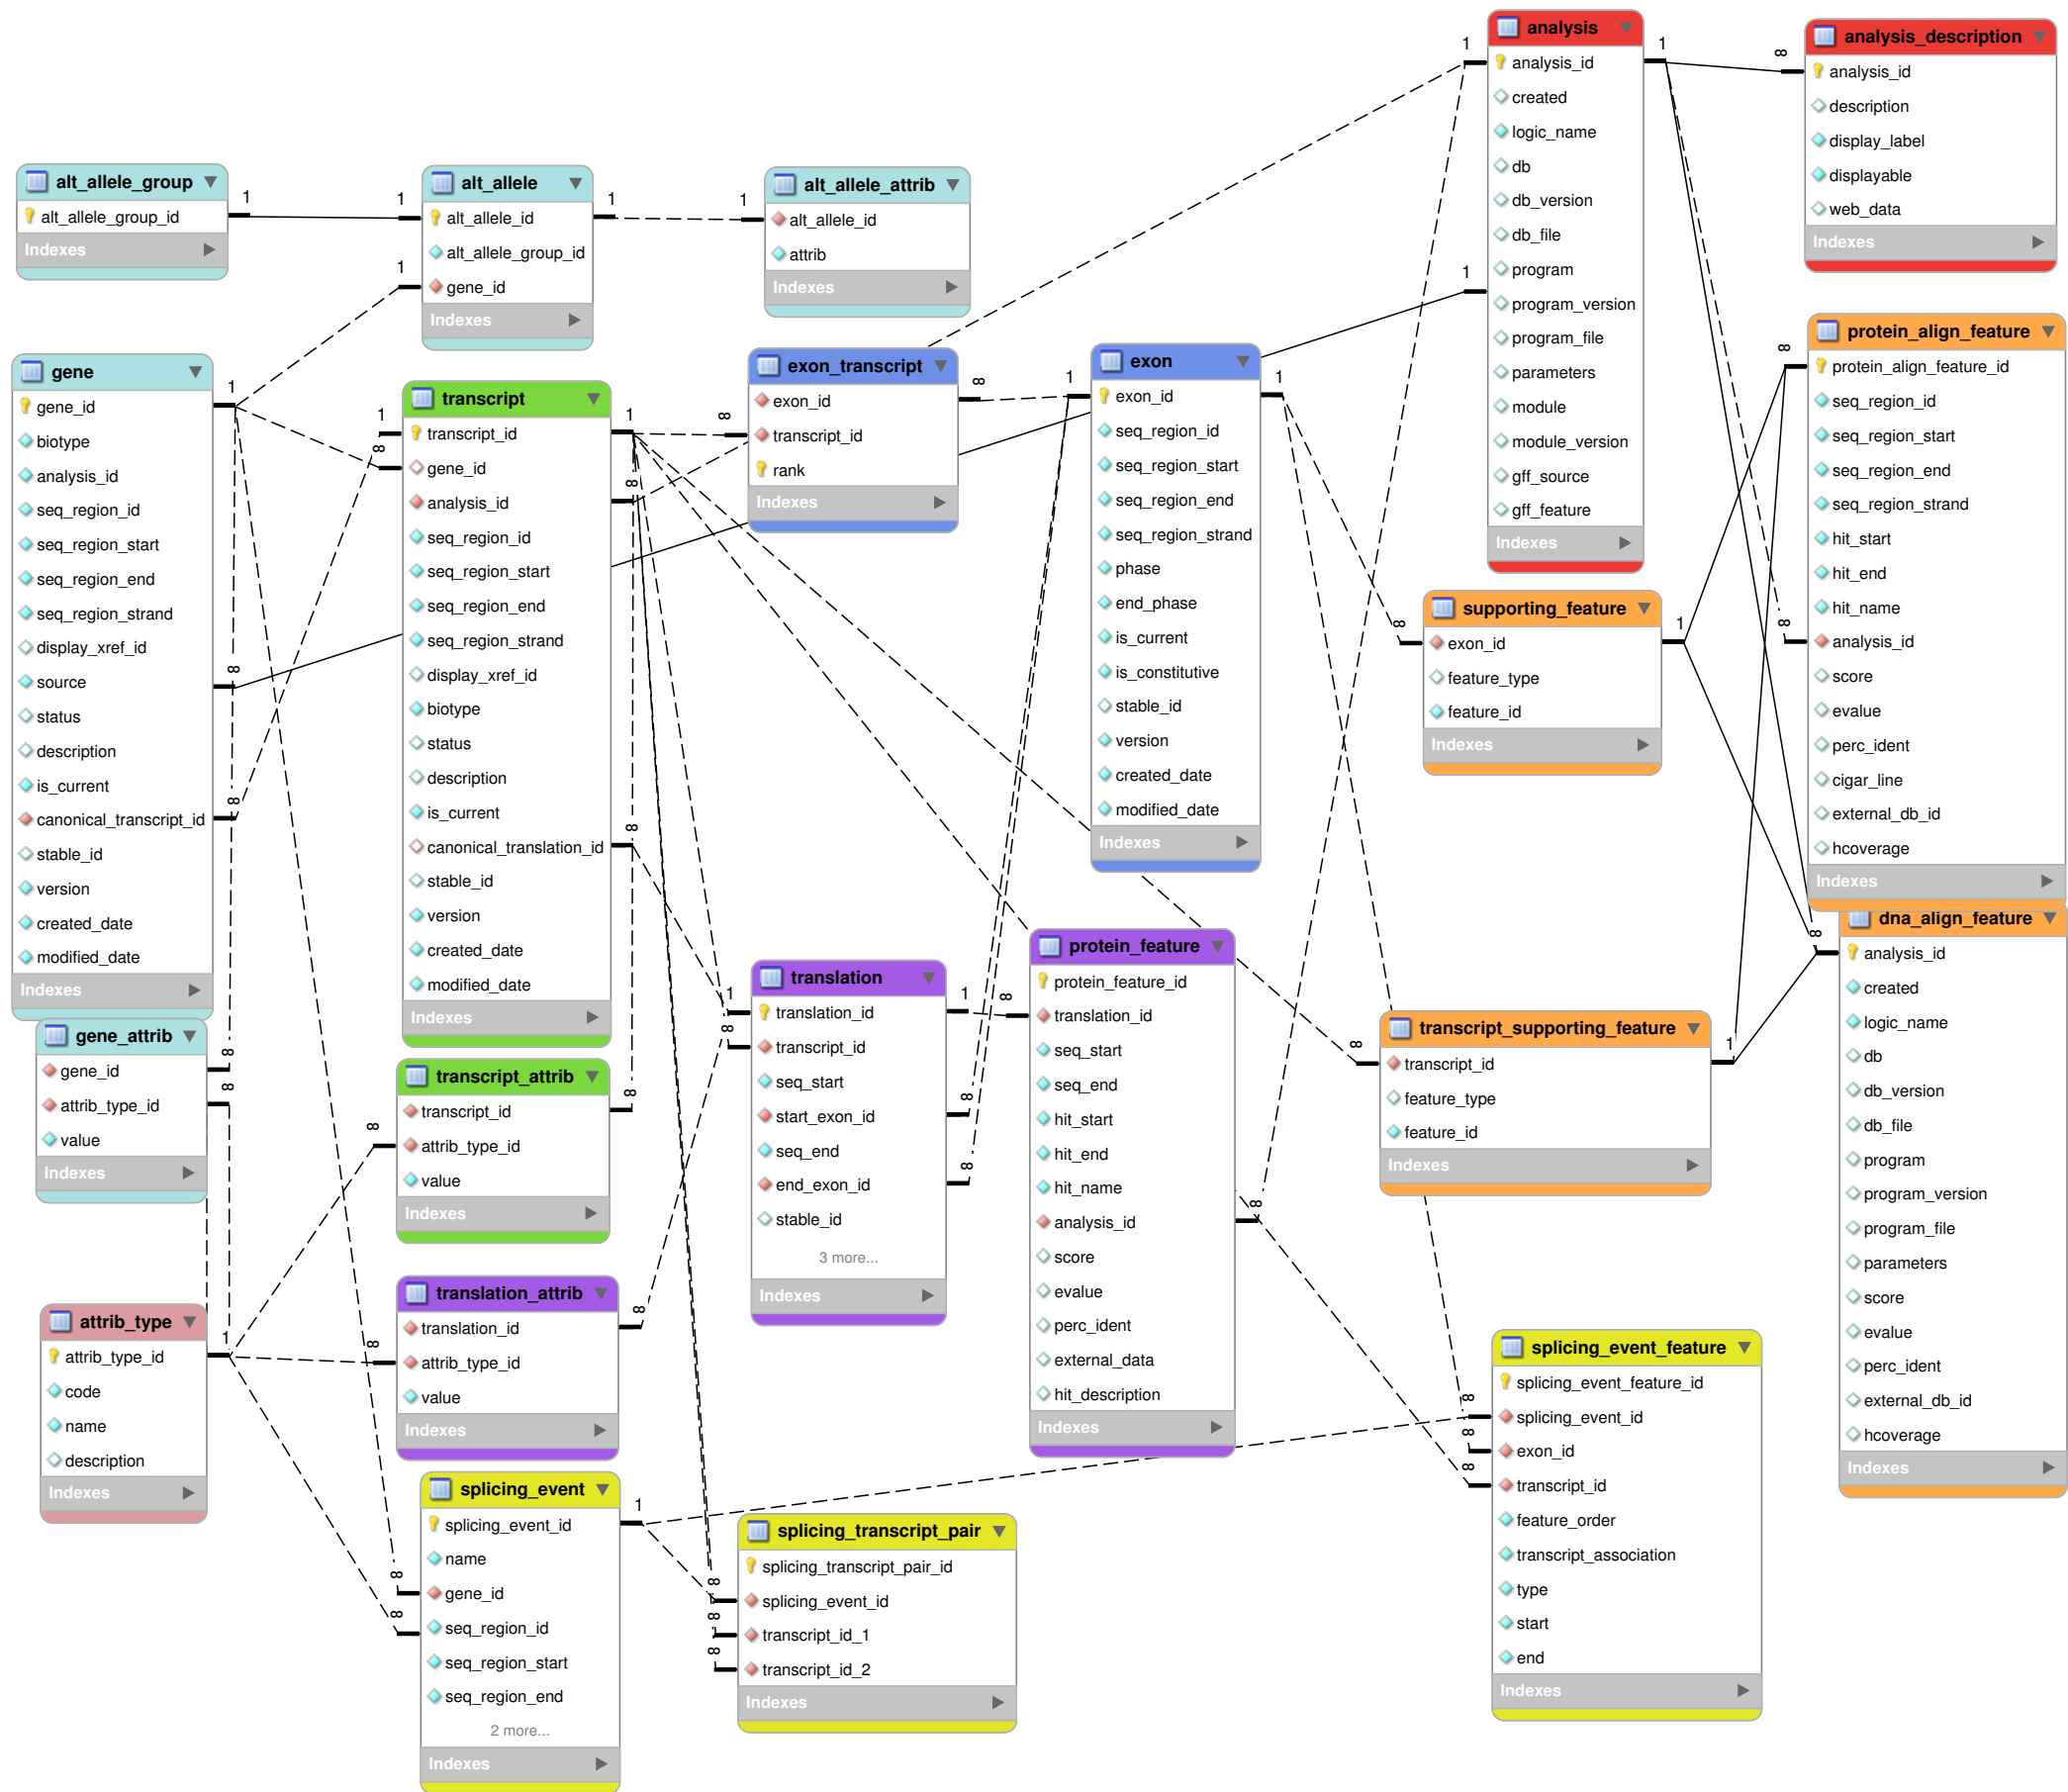 analysis
analysis_id
created
logic_name
db
db_version
db_file
program
program_version
program_file
parameters
module
module_version
gff_source
gff_feature
Indexes
analysis_description
analysis_id
description
display_label
displayable
web_data
Indexes
alt_allele_group
alt_allele_group_id
Indexes
alt_allele
alt_allele_id
alt_allele_group_id
gene_id
Indexes
alt_allele_attrib
alt_allele_id
attrib
Indexes
gene
gene_id
biotype
analysis_id
seq_region_id
seq_region_start
seq_region_end
seq_region_strand
display_xref_id
source
status
description
is_current
canonical_transcript_id
stable_id
version
created_date
modified_date
Indexes
transcript
transcript_id
gene_id
analysis_id
seq_region_id
seq_region_start
seq_region_end
seq_region_strand
display_xref_id
biotype
status
description
is_current
canonical_translation_id
stable_id
version
created_date
modified_date
Indexes
exon_transcript
exon_id
transcript_id
rank
Indexes
exon
exon_id
seq_region_id
seq_region_start
seq_region_end
seq_region_strand
phase
end_phase
is_current
is_constitutive
stable_id
version
created_date
modified_date
Indexes
protein_align_feature
protein_align_feature_id
seq_region_id
seq_region_start
seq_region_end
seq_region_strand
hit_start
hit_end
hit_name
analysis_id
score
evalue
perc_ident
cigar_line
external_db_id
hcoverage
Indexes
supporting_feature
exon_id
feature_type
feature_id
Indexes
dna_align_feature
analysis_id
created
logic_name
db
db_version
db_file
program
program_version
program_file
parameters
score
evalue
perc_ident
external_db_id
hcoverage
Indexes
gene_attrib
gene_id
attrib_type_id
value
Indexes
transcript_attrib
transcript_id
attrib_type_id
value
Indexes
translation
translation_id
transcript_id
seq_start
start_exon_id
seq_end
end_exon_id
stable_id
3 more...
Indexes
protein_feature
protein_feature_id
translation_id
seq_start
seq_end
hit_start
hit_end
hit_name
analysis_id
score
evalue
perc_ident
external_data
hit_description
Indexes
transcript_supporting_feature
transcript_id
feature_type
feature_id
Indexes
attrib_type
attrib_type_id
code
name
description
Indexes
translation_attrib
translation_id
attrib_type_id
value
Indexes
splicing_event
splicing_event_id
name
gene_id
seq_region_id
seq_region_start
seq_region_end
2 more...
Indexes
splicing_transcript_pair
splicing_transcript_pair_id
splicing_event_id
transcript_id_1
transcript_id_2
Indexes
splicing_event_feature
splicing_event_feature_id
splicing_event_id
exon_id
transcript_id
feature_order
transcript_association
type
start
end
Indexes